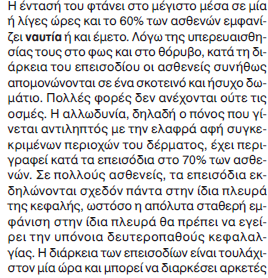 Η έντασή του φτάνει στο μέγιστο μέσα σε μία
ή λίγες ώρες και το 60% των ασθενών εμφανί-
ζει ναυτία ή και έμετο. Λόγω της υπερευαισθη-
σίας τους στο φως και στο θόρυβο, κατά τη δι-
άρκεια του επεισοδίου οι ασθενείς συνήθως
απομονώνονται σε ένα σκοτεινό και ήσυχο δω-
μάτιο. Πολλές φορές δεν ανέχονται ούτε τις
οσμές. Η αλλωδυνία, δηλαδή ο πόνος που γί-
νεται αντιληπτός με την ελαφρά αφή συγκε-
κριμένων περιοχών του δέρματος, έχει περι-
γραφεί κατά τα επεισόδια στο 70% των ασθε-
νών. Σε πολλούς ασθενείς, τα επεισόδια εκ-
δηλώνονται σχεδόν πάντα στην ίδια πλευρά
της κεφαλής, ωστόσο η απόλυτα σταθερή εμ-
φάνιση στην ίδια πλευρά θα πρέπει να εγεί-
ρει την υπόνοια δευτεροπαθούς κεφαλαλ-
γίας. Η διάρκεια των επεισοδίων είναι τουλάχι-
στον μία ώρα και μπορεί να διαρκέσει αρκετές